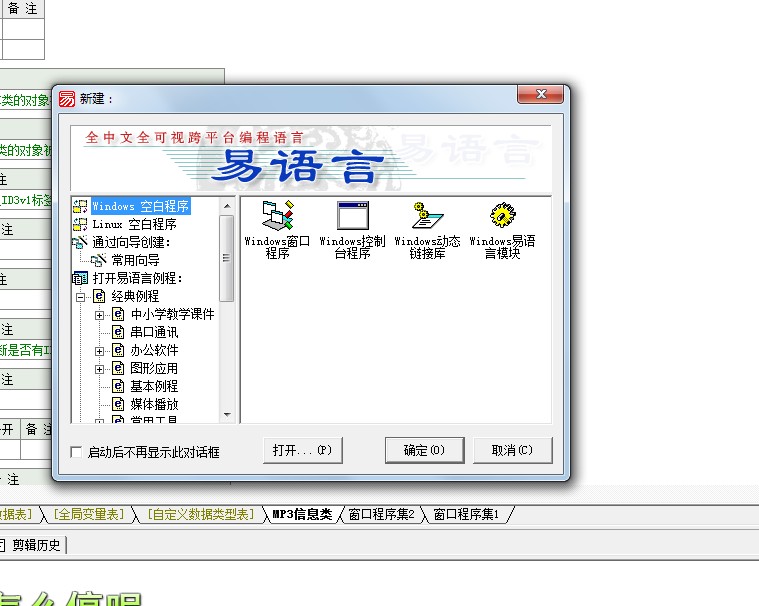 备 注
类的对象
类的对象被
注
ID3v1标签
注
注
注
断是否有I
注
开
备 注
注
新建：
全中文全可视跨平台编程语言
易语言
易语言
Windows 空白程序
Linux 空白程序
通过向导创建:
常用向导
打开易语言例程:
经典例程
中小学教学课件
串口通讯
办公软件
图形应用
基本例程
媒体播放
常用工具
Windows窗口
程序
Windows控制
台程序
Windows动态
链接库
Windows易语
言模块
启动后不再显示此对话框
打开...(P)
确定(O)
取消(C)
数据表]
[全局变量表]
[自定义数据类型表]
MP3信息类
窗口程序集2
窗口程序集1
剪辑历史
怎么停呢